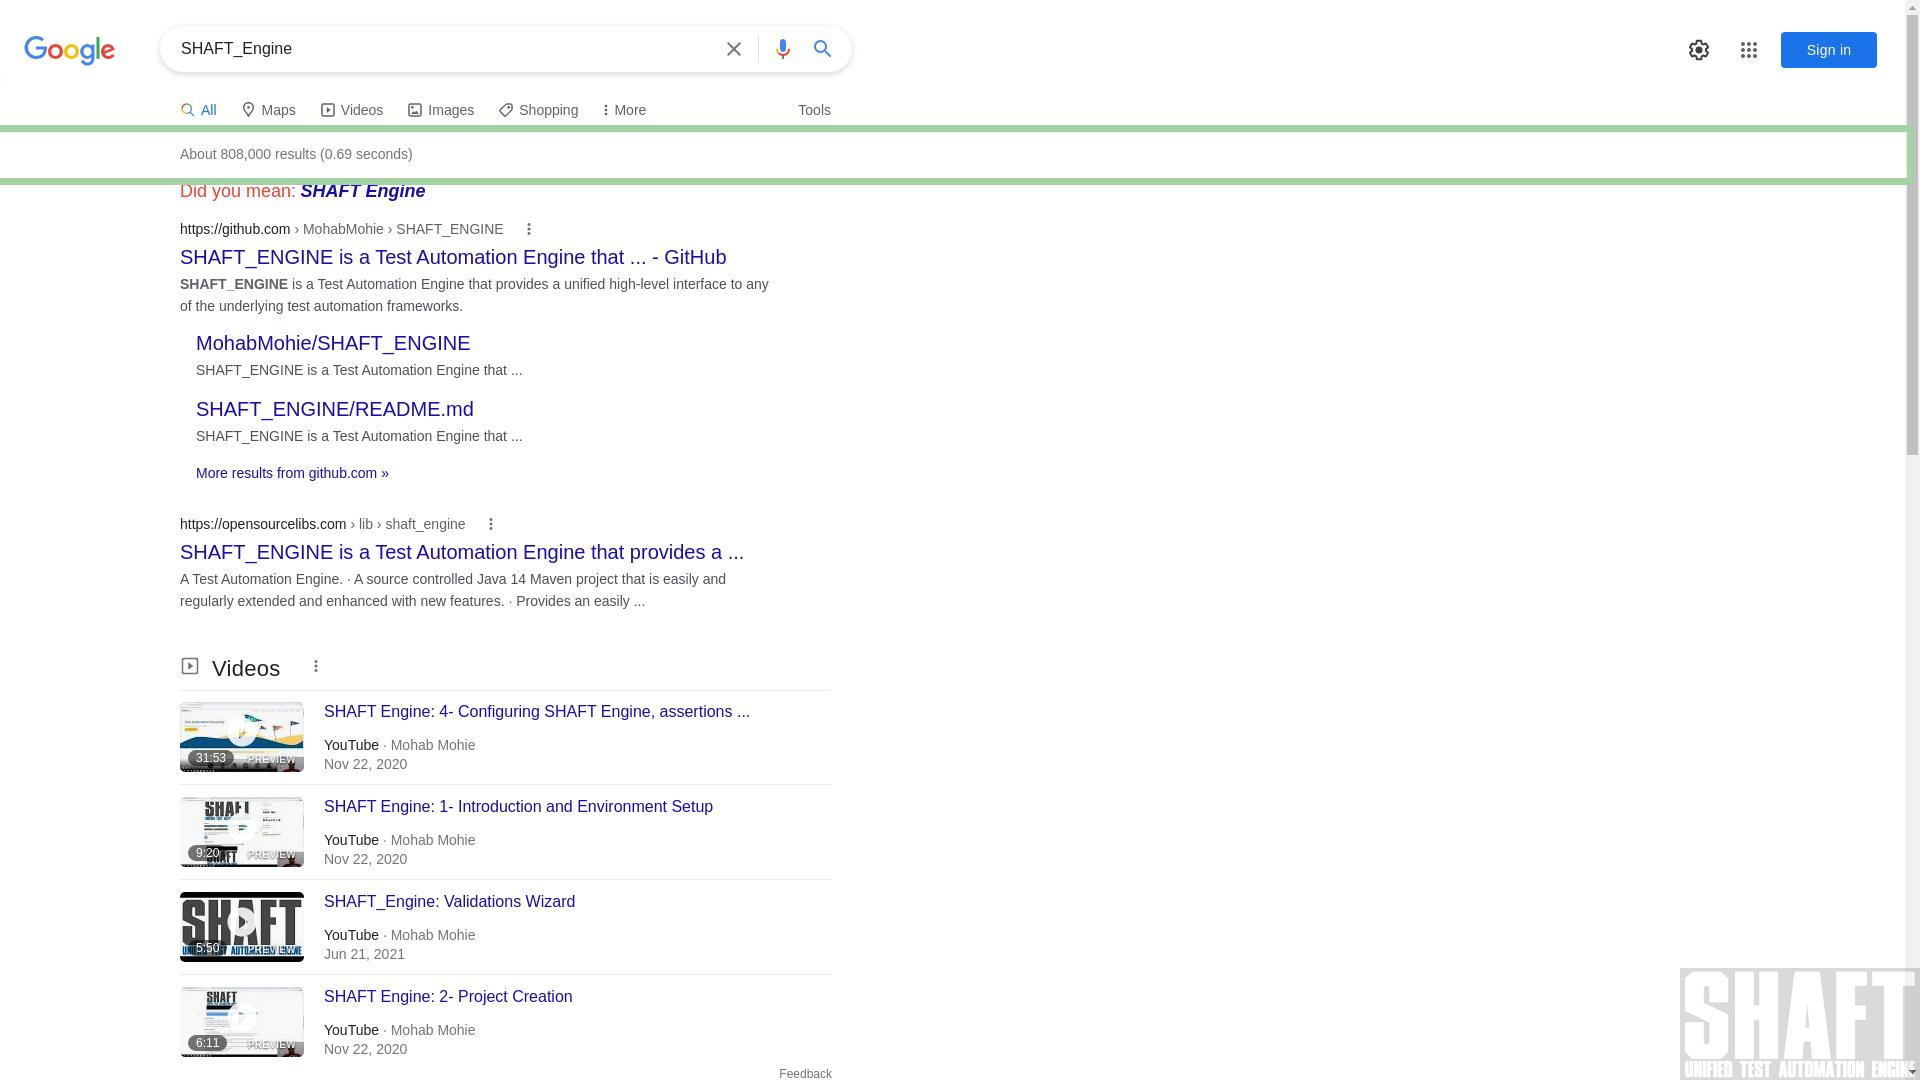 Google
SHAFT_Engine
Sign in
All
Maps
Videos
Images
Shopping
More
Tools
About 808,000 results (0.69 seconds)
Did you mean: SHAFT Engine
https://github.com › MohabMohie › SHAFT_ENGINE
SHAFT_ENGINE is a Test Automation Engine that ... - GitHub
SHAFT_ENGINE is a Test Automation Engine that provides a unified high-level interface to any
of the underlying test automation frameworks.
MohabMohie/SHAFT_ENGINE
SHAFT_ENGINE is a Test Automation Engine that ...
SHAFT_ENGINE/README.md
SHAFT_ENGINE is a Test Automation Engine that ...
More results from github.com »
https://opensourcelibs.com › lib › shaft_engine
SHAFT_ENGINE is a Test Automation Engine that provides a ...
A Test Automation Engine. · A source controlled Java 14 Maven project that is easily and
regularly extended and enhanced with new features. · Provides an easily ...
Videos
31:53
PREVIEW
SHAFT Engine: 4- Configuring SHAFT Engine, assertions ...
YouTube · Mohab Mohie
Nov 22, 2020
SHAFT
9:20
PREVIEW
SHAFT Engine: 1- Introduction and Environment Setup
YouTube · Mohab Mohie
Nov 22, 2020
SHAFT
UNIFIED TEST AUTOMATION ENGINE
5:50
PREVIEW
SHAFT_Engine: Validations Wizard
YouTube · Mohab Mohie
Jun 21, 2021
SHAFT
6:11
PREVIEW
SHAFT Engine: 2- Project Creation
YouTube · Mohab Mohie
Nov 22, 2020
Feedback
SHAFT
UNIFIED TEST AUTOMATION ENGINE